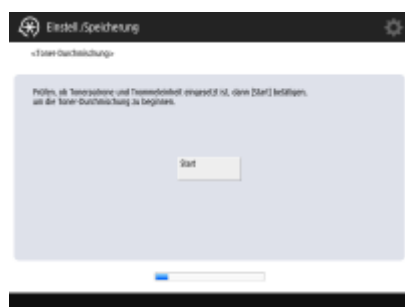 Einstell./Speicherung
<Toner-Durchmischung>
Prüfen, ob Tonerpatrone und Trommeleinheit eingesetzt ist, dann [Start] betätigen,
um die Toner-Durchmischung zu beginnen.
Start